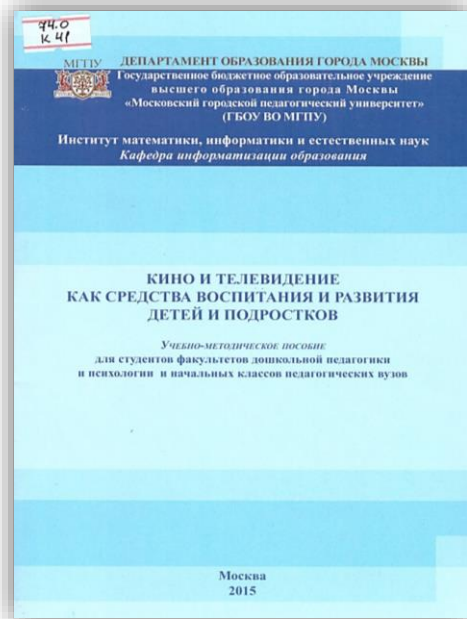 74.0
К 41
МГПУ
ДЕПАРТАМЕНТ ОБРАЗОВАНИЯ ГОРОДА МОСКВЫ
Государственное бюджетное образовательное учреждение
высшего образования города Москвы
«Московский городской педагогический университет»
(ГБОУ ВО МГПУ)
Институт математики, информатики и естественных наук
Кафедра информатизации образования
КИНО И ТЕЛЕВИДЕНИЕ
КАК СРЕДСТВА ВОСПИТАНИЯ И РАЗВИТИЯ
ДЕТЕЙ И ПОДРОСТКОВ
УЧЕБНО-МЕТОДИЧЕСКОЕ ПОСОБИЕ
для студентов факультетов дошкольной педагогики
и психологии и начальных классов педагогических вузов
Москва
2015